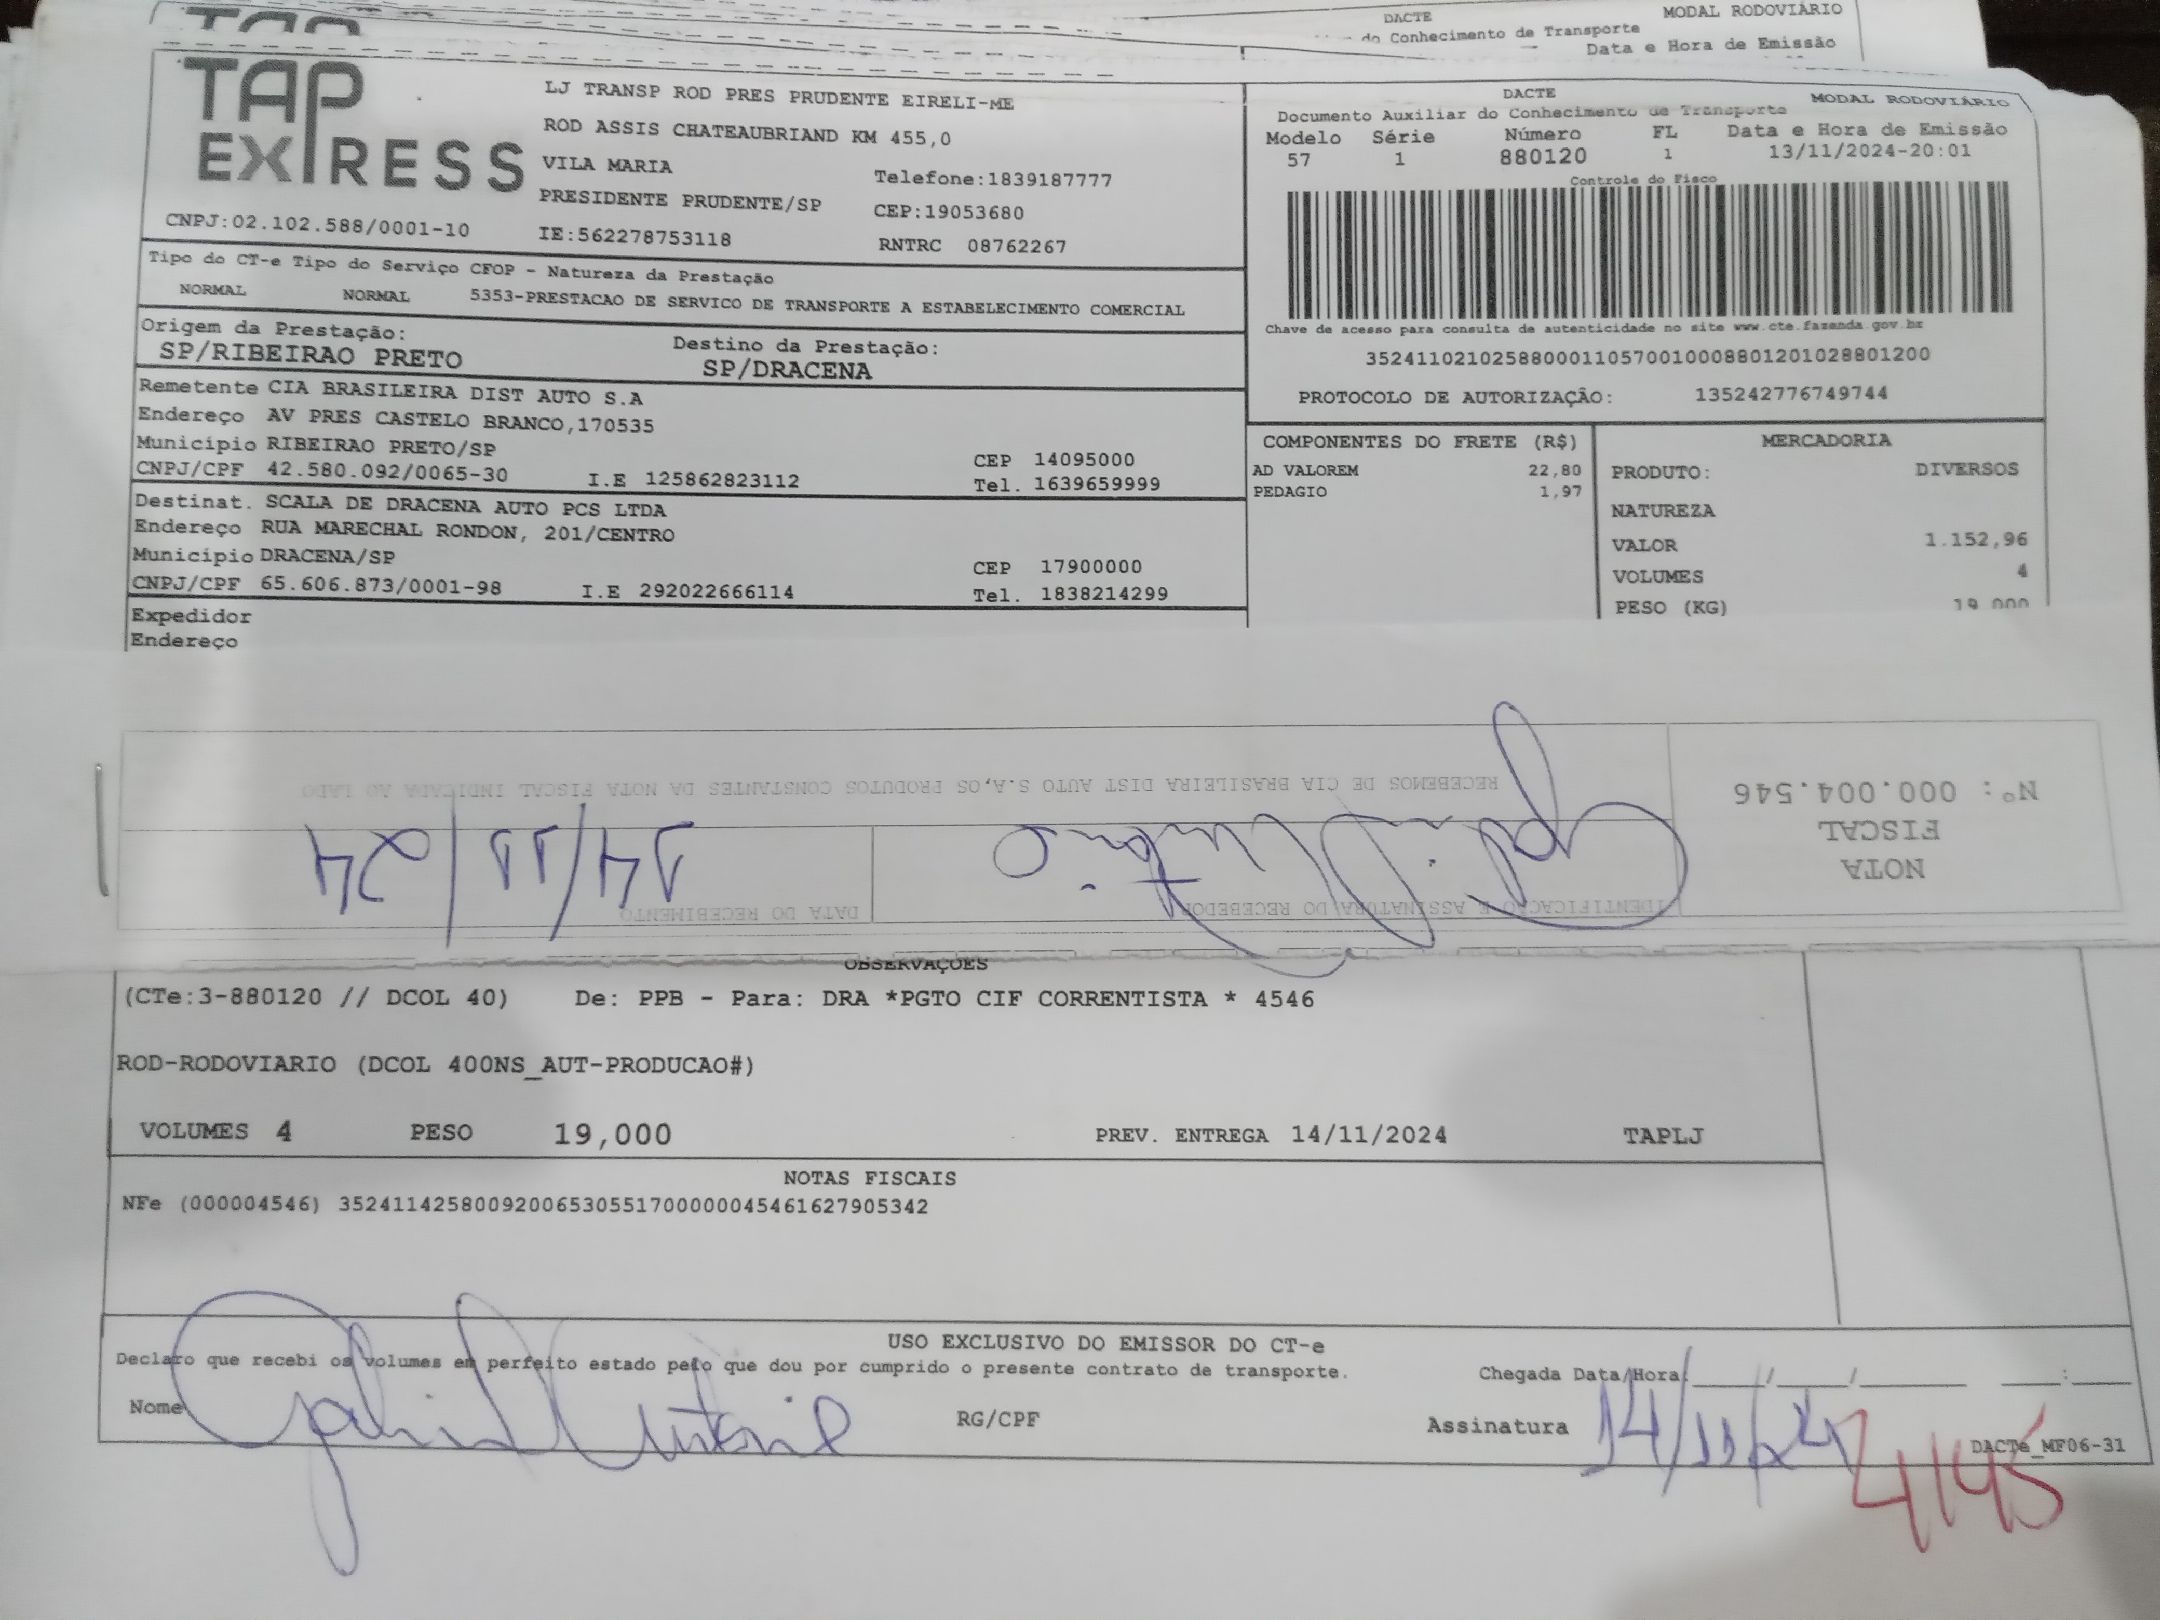 DACTE
MODAL RODOVIÁRIO
do Conhecimento de Transporte
Data e Hora de Emissão
TAP
EXPRESS
LJ TRANSP ROD PRES PRUDENTE EIRELI-ME
ROD ASSIS CHATEAUBRIAND KM 455,0
VILA MARIA
Telefone:1839187777
PRESIDENTE PRUDENTE/SP
CEP:19053680
CNPJ:02.102.588/0001-10
IE:562278753118
RNTRC 08762267
DACTE
MODAL RODOVIÁRIO
Documento Auxiliar do Conhecimento de Transporte
Modelo Série Número FL Data e Hora de Emissão
57 1 880120 1 13/11/2024-20:01
Controle do Fisco
Chave de acesso para consulta de autenticidade no site www.cte.fazenda.gov.br
35241102102588000110570010008801201028801200
PROTOCOLO DE AUTORIZAÇÃO: 135242776749744
Tipo do CT-e Tipo do Serviço CFOP - Natureza da Prestação
NORMAL NORMAL 5353-PRESTACAO DE SERVICO DE TRANSPORTE A ESTABELECIMENTO COMERCIAL
Origem da Prestação: Destino da Prestação:
SP/RIBEIRAO PRETO SP/DRACENA
Remetente CIA BRASILEIRA DIST AUTO S.A
Endereço AV PRES CASTELO BRANCO,170535
Município RIBEIRAO PRETO/SP CEP 14095000
CNPJ/CPF 42.580.092/0065-30 I.E 125862823112 Tel. 1639659999
Destinat. SCALA DE DRACENA AUTO PCS LTDA
Endereço RUA MARECHAL RONDON, 201/CENTRO
Município DRACENA/SP CEP 17900000
CNPJ/CPF 65.606.873/0001-98 I.E 292022666114 Tel. 1838214299
Expedidor
Endereço
COMPONENTES DO FRETE (R$)
AD VALOREM 22,80
PEDAGIO 1,97
MERCADORIA
PRODUTO: DIVERSOS
NATUREZA
VALOR 1.152,96
VOLUMES 4
PESO (KG) 19,000
RECEBEMOS DE CIA BRASILEIRA DIST AUTO S.A,OS PRODUTOS CONSTANTES DA NOTA FISCAL INDICADA AO LADO
DATA DO RECEBIMENTO
14/11/24
IDENTIFICAÇÃO E ASSINATURA DO RECEBEDOR
NOTA
FISCAL
Nº: 000.004.546
OBSERVAÇÕES
(CTe:3-880120 // DCOL 40) De: PPB - Para: DRA *PGTO CIF CORRENTISTA * 4546
ROD-RODOVIARIO (DCOL 400NS_AUT-PRODUCAO#)
VOLUMES 4 PESO 19,000 PREV. ENTREGA 14/11/2024 TAPLJ
NOTAS FISCAIS
NFe (000004546) 35241142580092006530551700000045461627905342
USO EXCLUSIVO DO EMISSOR DO CT-e
Declaro que recebi os volumes em perfeito estado pelo que dou por cumprido o presente contrato de transporte.
Chegada Data/Hora ____/____/____ ____:____
Nome
RG/CPF
Assinatura
14/11/24
DACTe_MF06-31